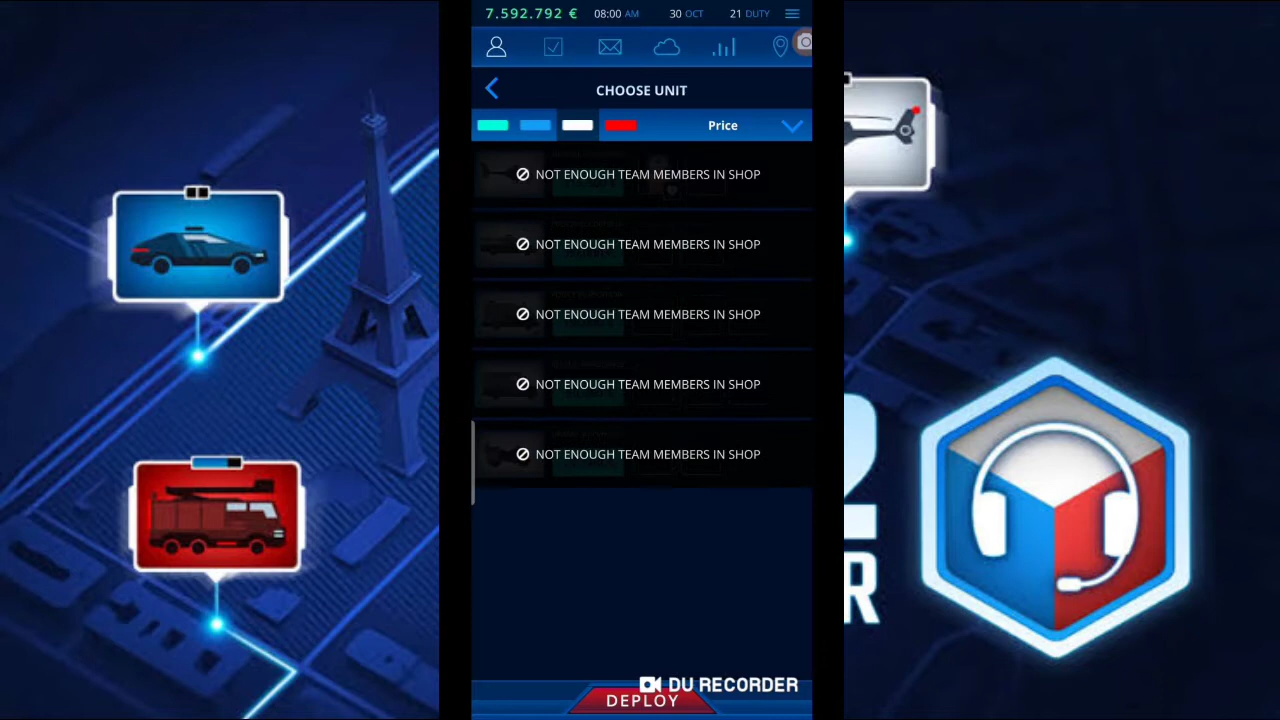 7.592.792 € 08:00 AM 30 OCT 21 DUTY
CHOOSE UNIT
Price
NOT ENOUGH TEAM MEMBERS IN SHOP
NOT ENOUGH TEAM MEMBERS IN SHOP
NOT ENOUGH TEAM MEMBERS IN SHOP
NOT ENOUGH TEAM MEMBERS IN SHOP
NOT ENOUGH TEAM MEMBERS IN SHOP
2
R
DU RECORDER
DEPLOY